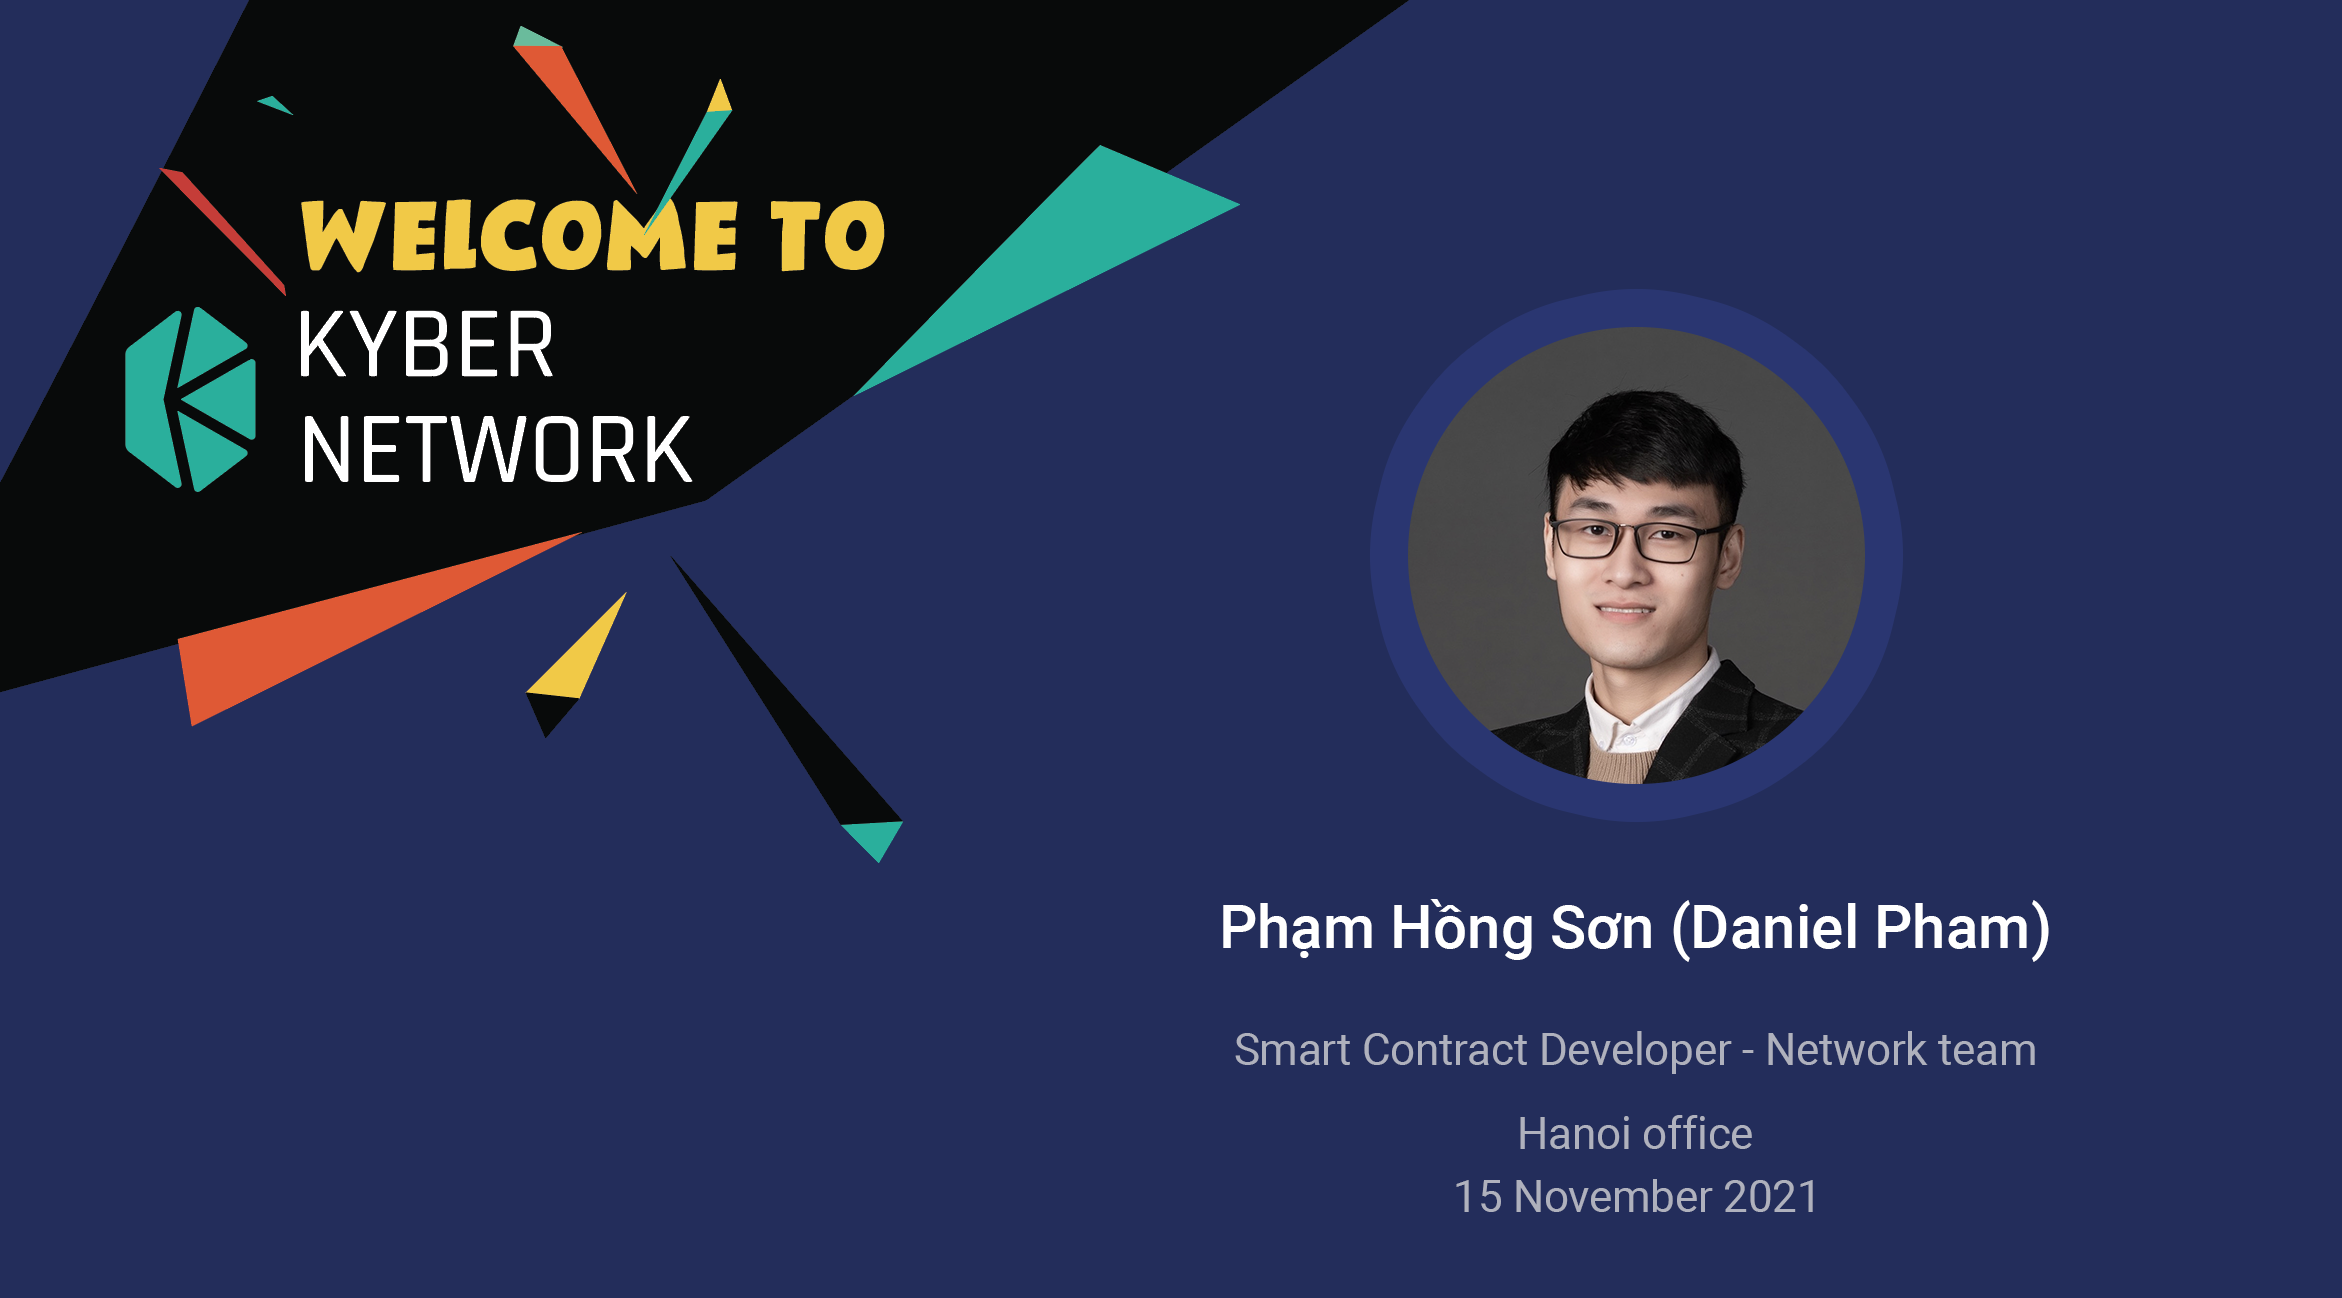 WELCOME TO
KYBER
NETWORK
Phạm Hồng Sơn (Daniel Pham)
Smart Contract Developer - Network team
Hanoi office
15 November 2021